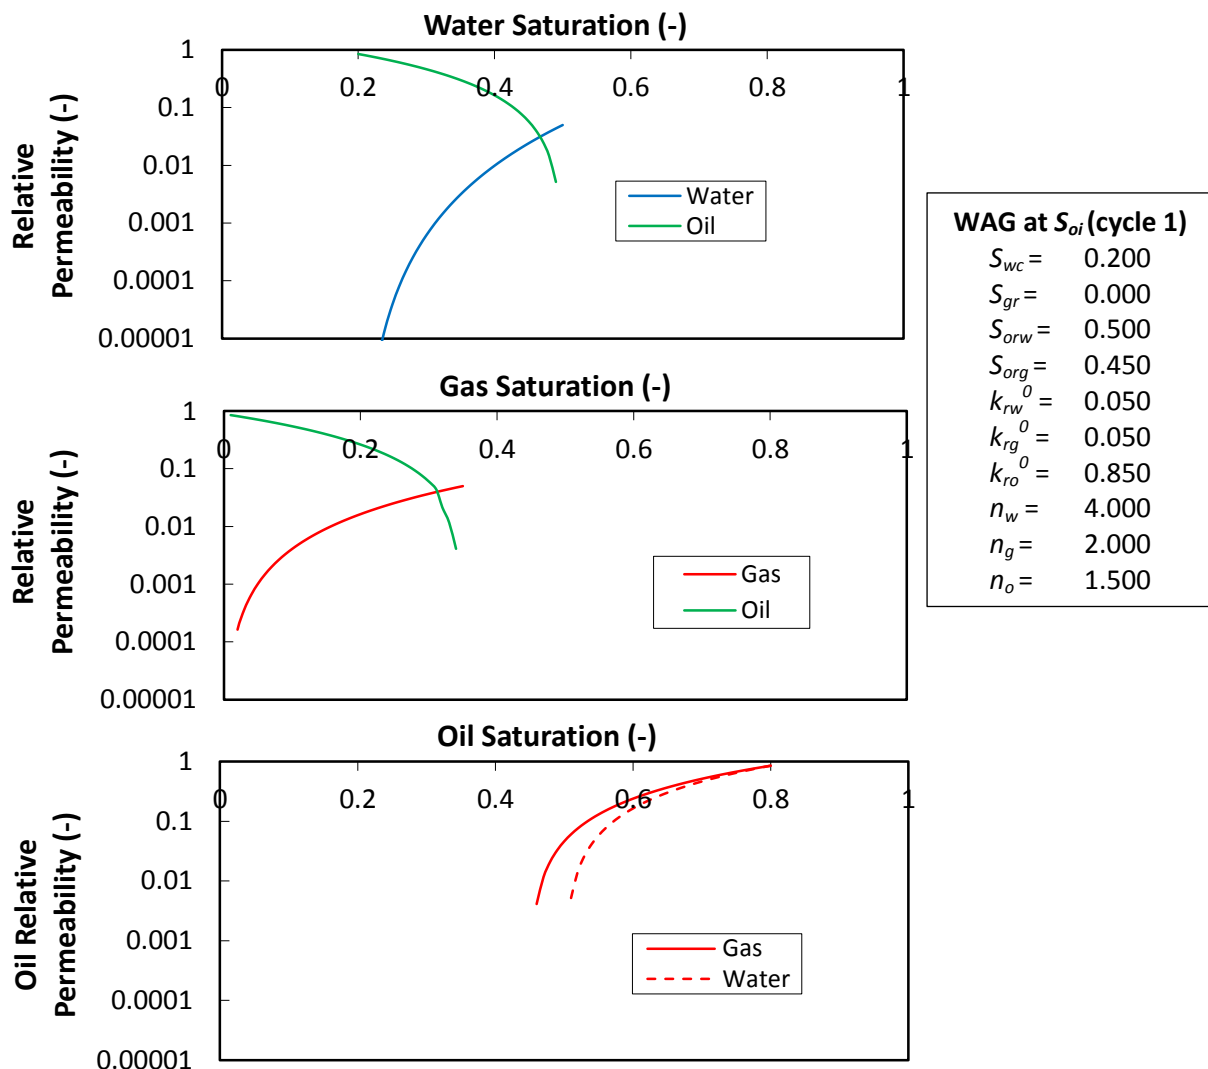 Water Saturation (-)
1
0.1
0.01
0.001
0.0001
0.00001
0 0.2 0.4 0.6 0.8 1
Relative
Permeability (-)
Water
Oil
Gas Saturation (-)
1
0.1
0.01
0.001
0.0001
0.00001
0 0.2 0.4 0.6 0.8 1
Relative
Permeability (-)
Gas
Oil
Oil Saturation (-)
1
0.1
0.01
0.001
0.0001
0.00001
0 0.2 0.4 0.6 0.8 1
Oil Relative
Permeability (-)
Gas
Water
WAG at Soi (cycle 1)
Swc = 0.200
Sgr = 0.000
Sorw = 0.500
Sorg = 0.450
krw0 = 0.050
krg0 = 0.050
kro0 = 0.850
nw = 4.000
ng = 2.000
no = 1.500